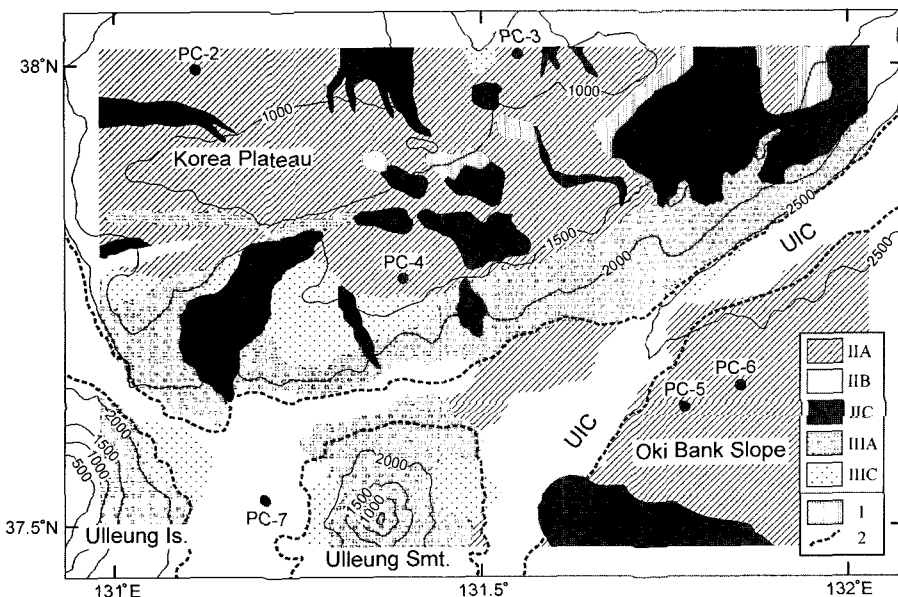 PC-2
PC-3
38°N
1000
1000
Korea Plateau
2500
1500
UIC
2000
PC-4
2500
IIA
IIB
IIC
IIIA
IIIC
1
2
PC-6
PC-5
UIC
2000
1500
1000
500
2000
1500
1000
Oki Bank Slope
37.5°N
PC-7
Ulleung Is.
Ulleung Smt.
131°E
131.5°
132°E